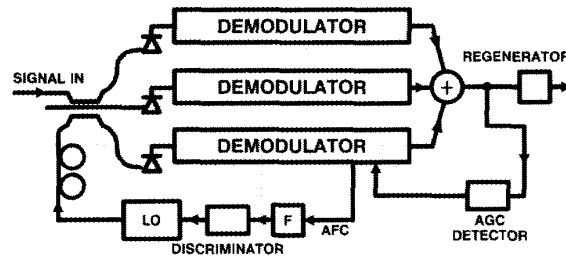 DEMODULATOR
REGENERATOR
SIGNAL IN
DEMODULATOR
+
DEMODULATOR
LO
F
AFC
DISCRIMINATOR
AGC
DETECTOR